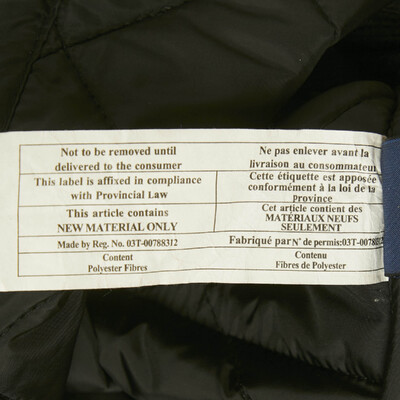 Not to be removed until
delivered to the consumer
This label is affixed in compliance
with Provincial Law
This article contains
NEW MATERIAL ONLY
Made by Reg. No. 03T-00788312
Content
Polyester Fibres
Ne pas enlever avant la
livraison au consommateur
Cette étiquette est apposée
conformément à la loi de la
Province
Cet article contient des
MATÉRIAUX NEUFS
SEULEMENT
Fabriqué par N° de permis:03T-00788312
Contenu
Fibres de Polyester